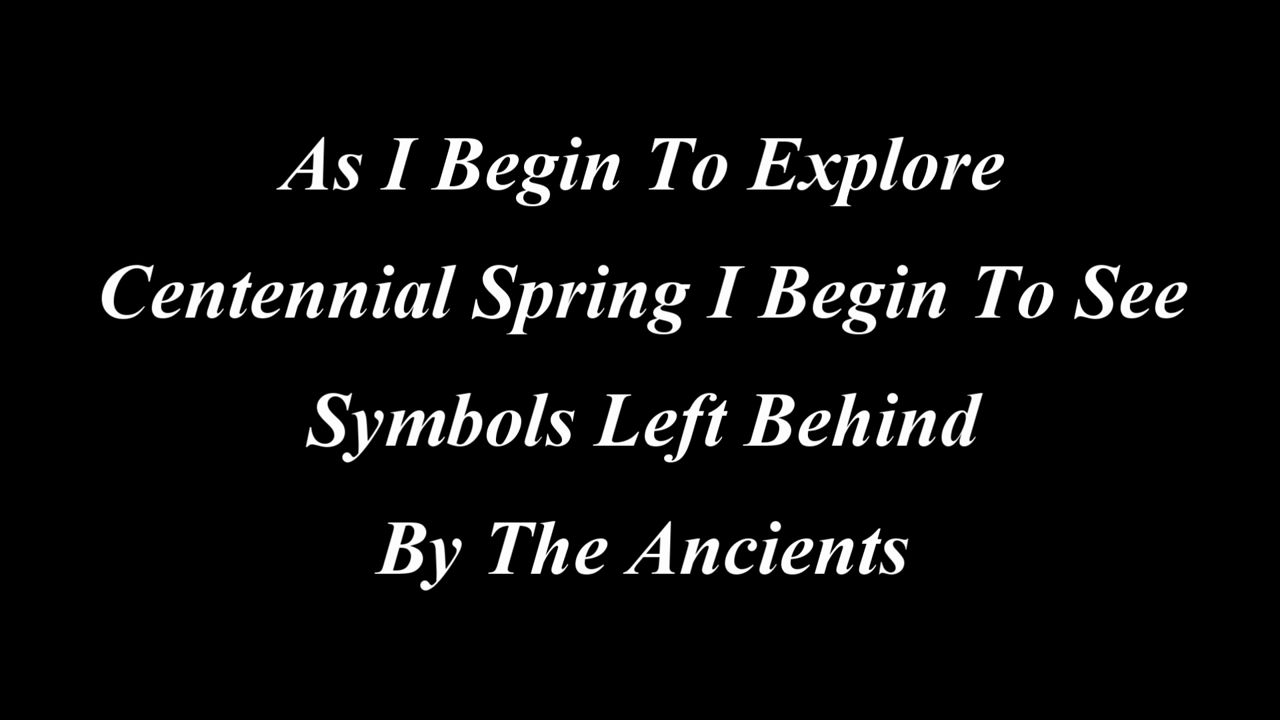 As I Begin To Explore
Centennial Spring I Begin To See
Symbols Left Behind
By The Ancients